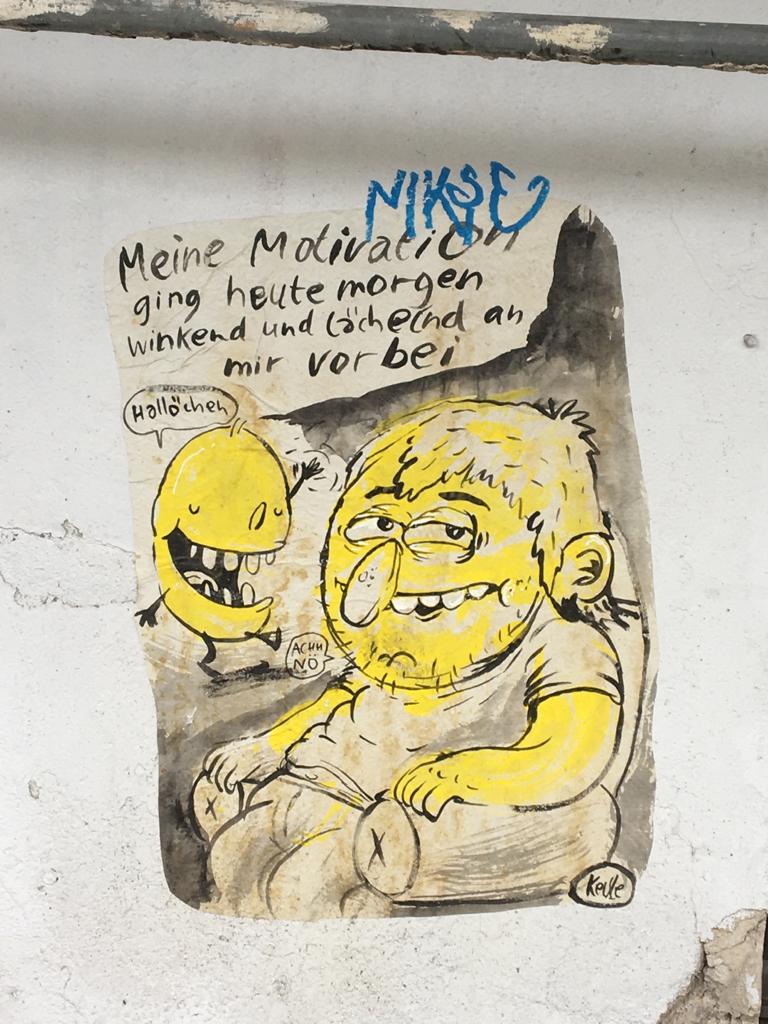 NIKSE
Meine Motivation
ging heute morgen
winkend und lächelnd an
mir vorbei
Hallöchen
ACHH
NÖ
X
X
Keule